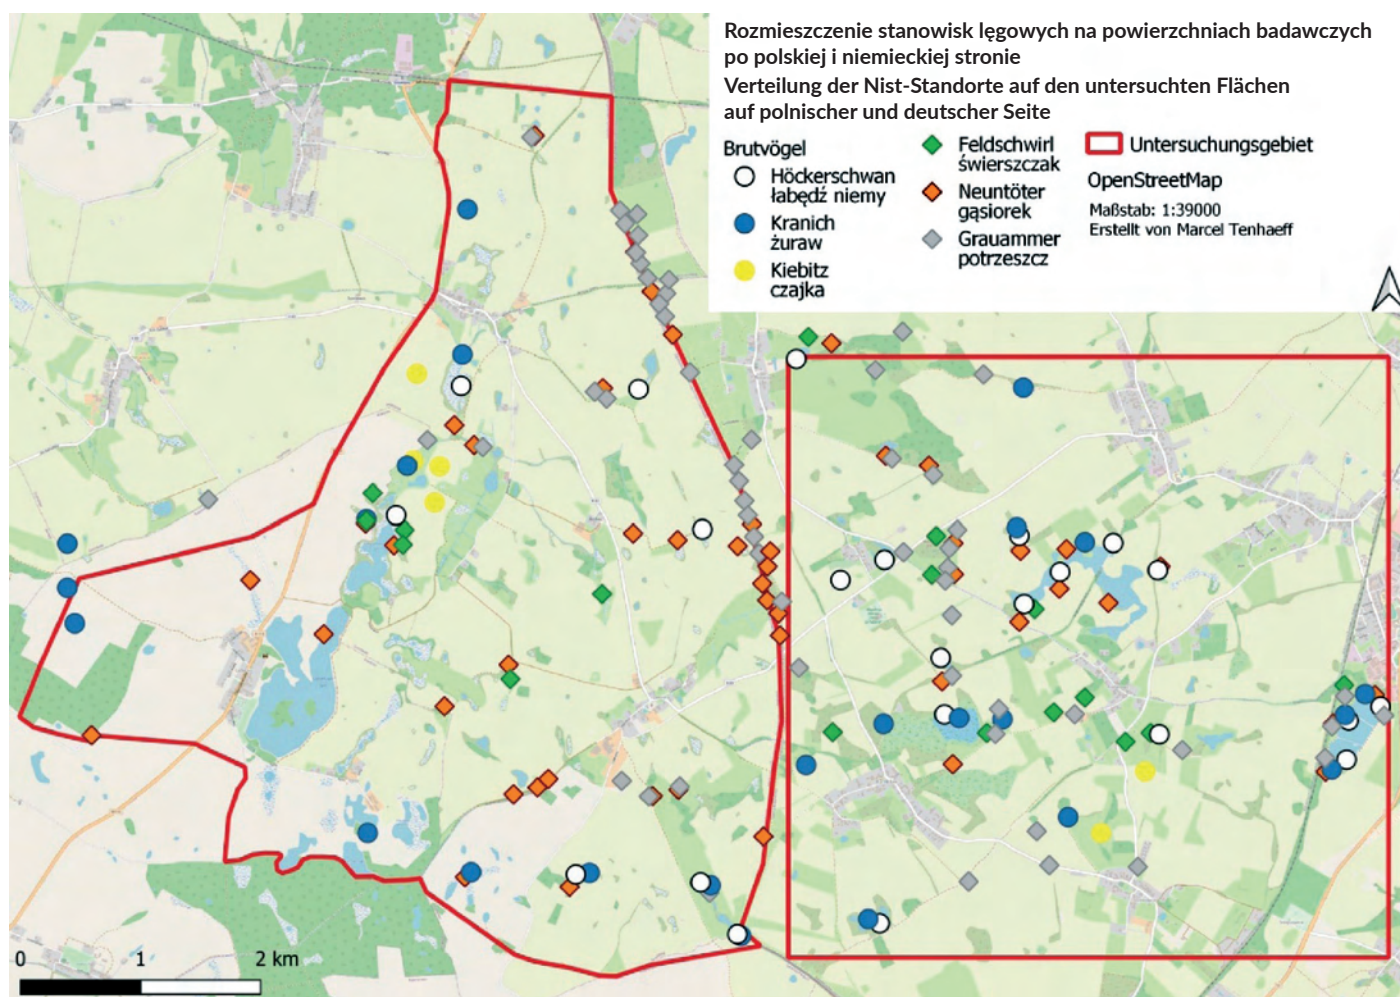 Rozmieszczenie stanowisk lęgowych na powierzchniach badawczych
po polskiej i niemieckiej stronie
Verteilung der Nist-Standorte auf den untersuchten Flächen
auf polnischer und deutscher Seite
Brutvögel
Höckerschwan
łabędź niemy
Kranich
żuraw
Kiebitz
czajka
Feldschwirl
świerszczak
Neuntöter
gąsiorek
Grauammer
potrzeszcz
Untersuchungsgebiet
OpenStreetMap
Maßstab: 1:39000
Erstellt von Marcel Tenhaeff
0 1 2 km